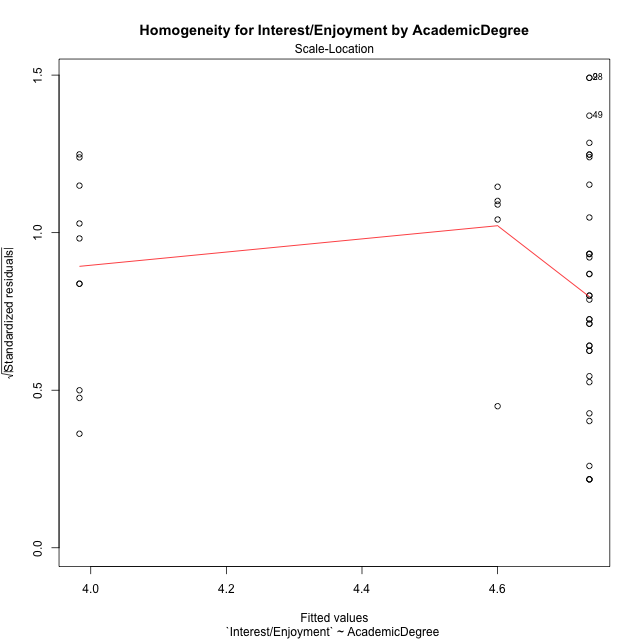 Homogeneity for Interest/Enjoyment by AcademicDegree
Scale-Location
√|Standardized residuals|
1.5
1.0
0.5
0.0
49
4.0 4.2 4.4 4.6
Fitted values
`Interest/Enjoyment` ~ AcademicDegree